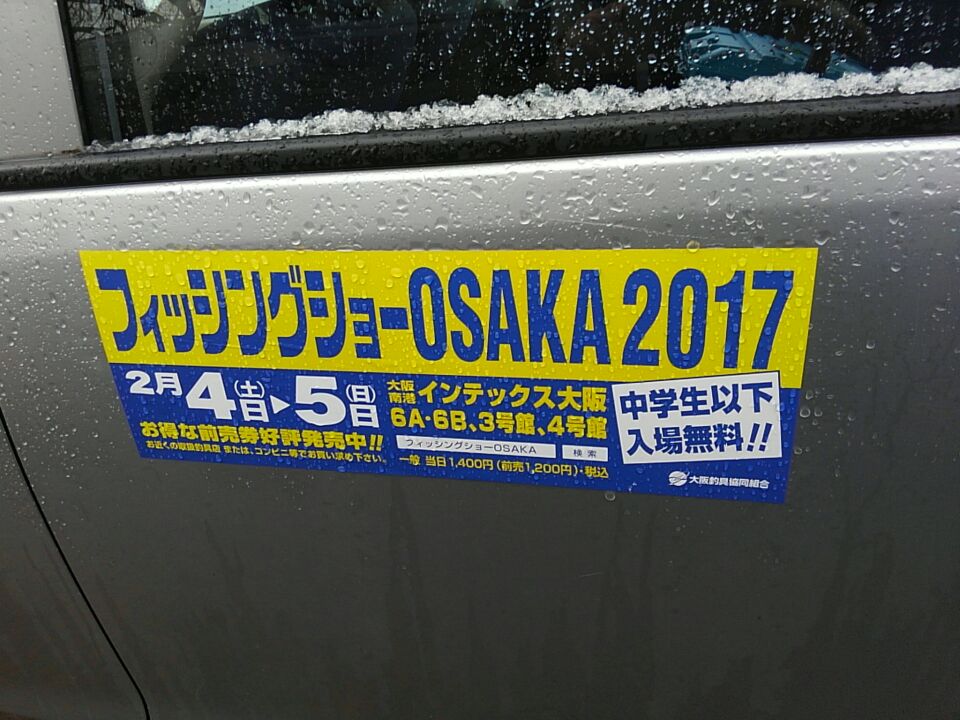 フィッシングショーOSAKA 2017
2月4日(土)▶5日(日)
お得な前売券好評発売中!!
お近くの取扱釣具店 または、コンビニ等でお買い求め下さい。
大阪南港 インテックス大阪
6A・6B、3号館、4号館
フィッシングショーOSAKA 検索
一般 当日1,400円(前売1,200円)・税込
中学生以下
入場無料!!
大阪釣具協同組合